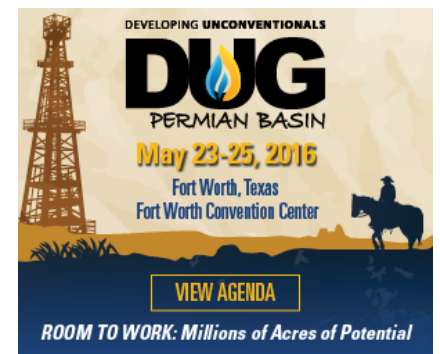 DEVELOPING UNCONVENTIONALS
DUG
PERMIAN BASIN
May 23-25, 2016
Fort Worth, Texas
Fort Worth Convention Center
VIEW AGENDA
ROOM TO WORK: Millions of Acres of Potential